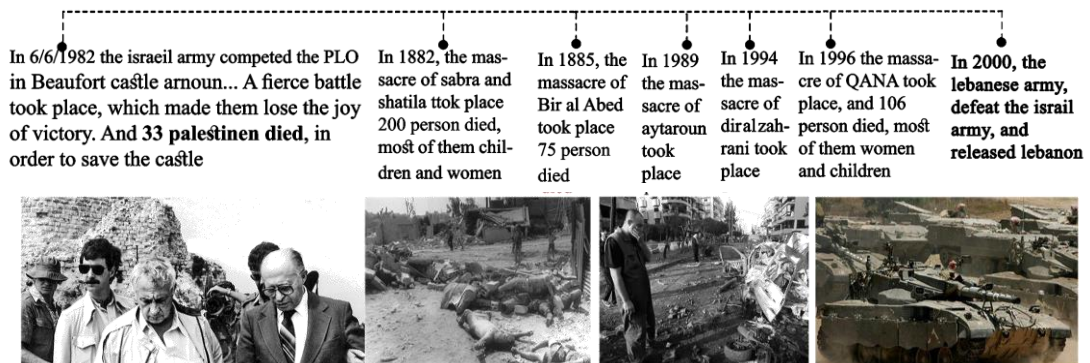 In 6/6/1982 the israeil army competed the PLO
in Beaufort castle arnoun... A fierce battle
took place, which made them lose the joy
of victory. And 33 palestinen died, in
order to save the castle
In 1882, the mas-
sacre of sabra and
shatila ttok place
200 person died,
most of them chil-
dren and women
In 1885, the
massacre of
Bir al Abed
took place
75 person
died
In 1989
the mas-
sacre of
aytaroun
took
place
In 1994
the mas-
sacre of
diralzah-
rani took
place
In 1996 the massa-
cre of QANA took
place, and 106
person died, most
of them women
and children
In 2000, the
lebanese army,
defeat the israil
army, and
released lebanon